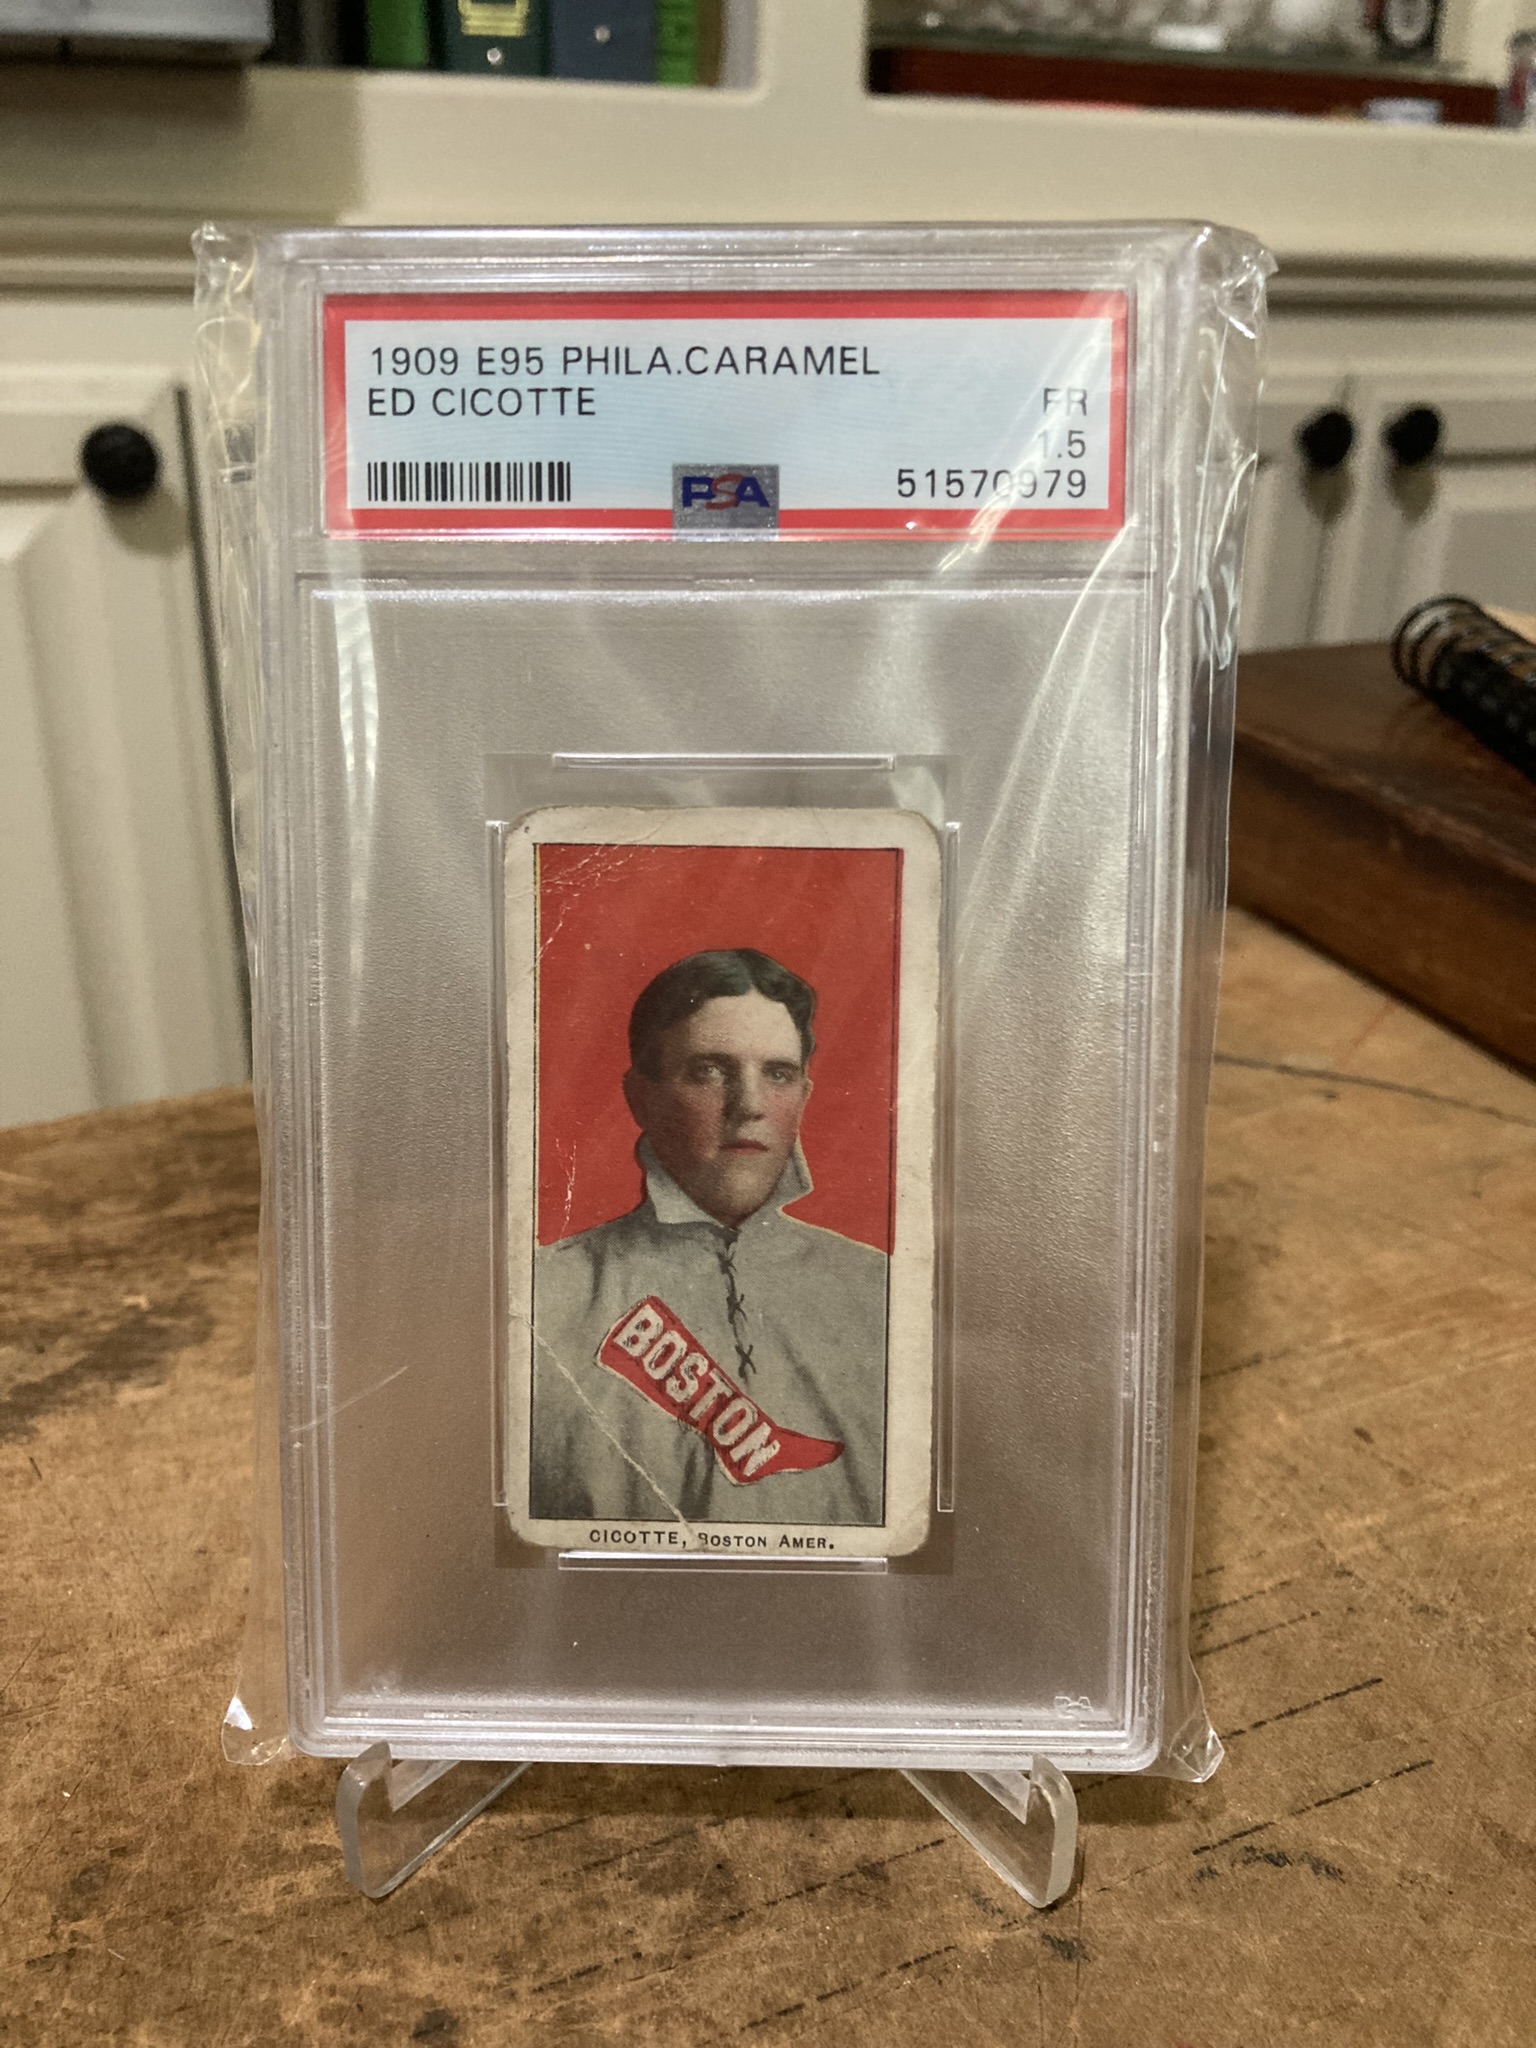 1909 E95 PHILA.CARAMEL
ED CICOTTE
FR
1.5
PSA
51570979
BOSTON
CICOTTE, BOSTON AMER.